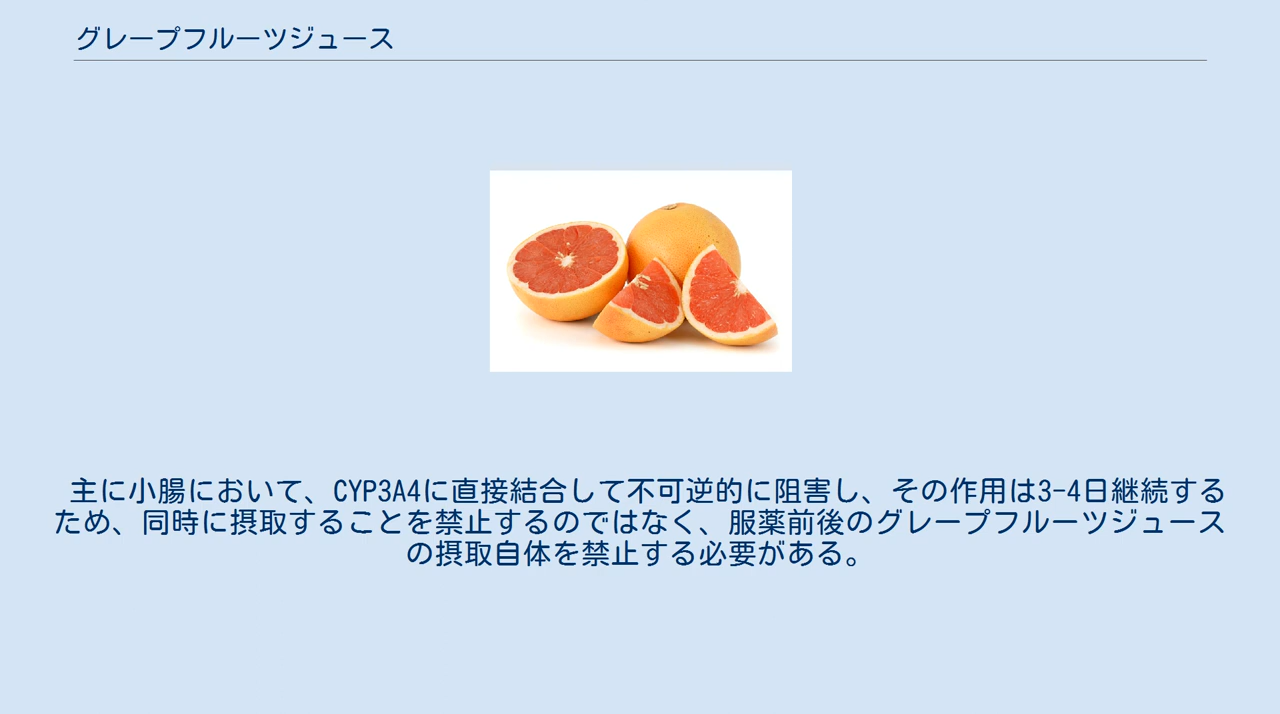 グレープフルーツジュース
主に小腸において、CYP3A4に直接結合して不可逆的に阻害し、その作用は3-4日継続する
ため、同時に摂取することを禁止するのではなく、服薬前後のグレープフルーツジュース
の摂取自体を禁止する必要がある。